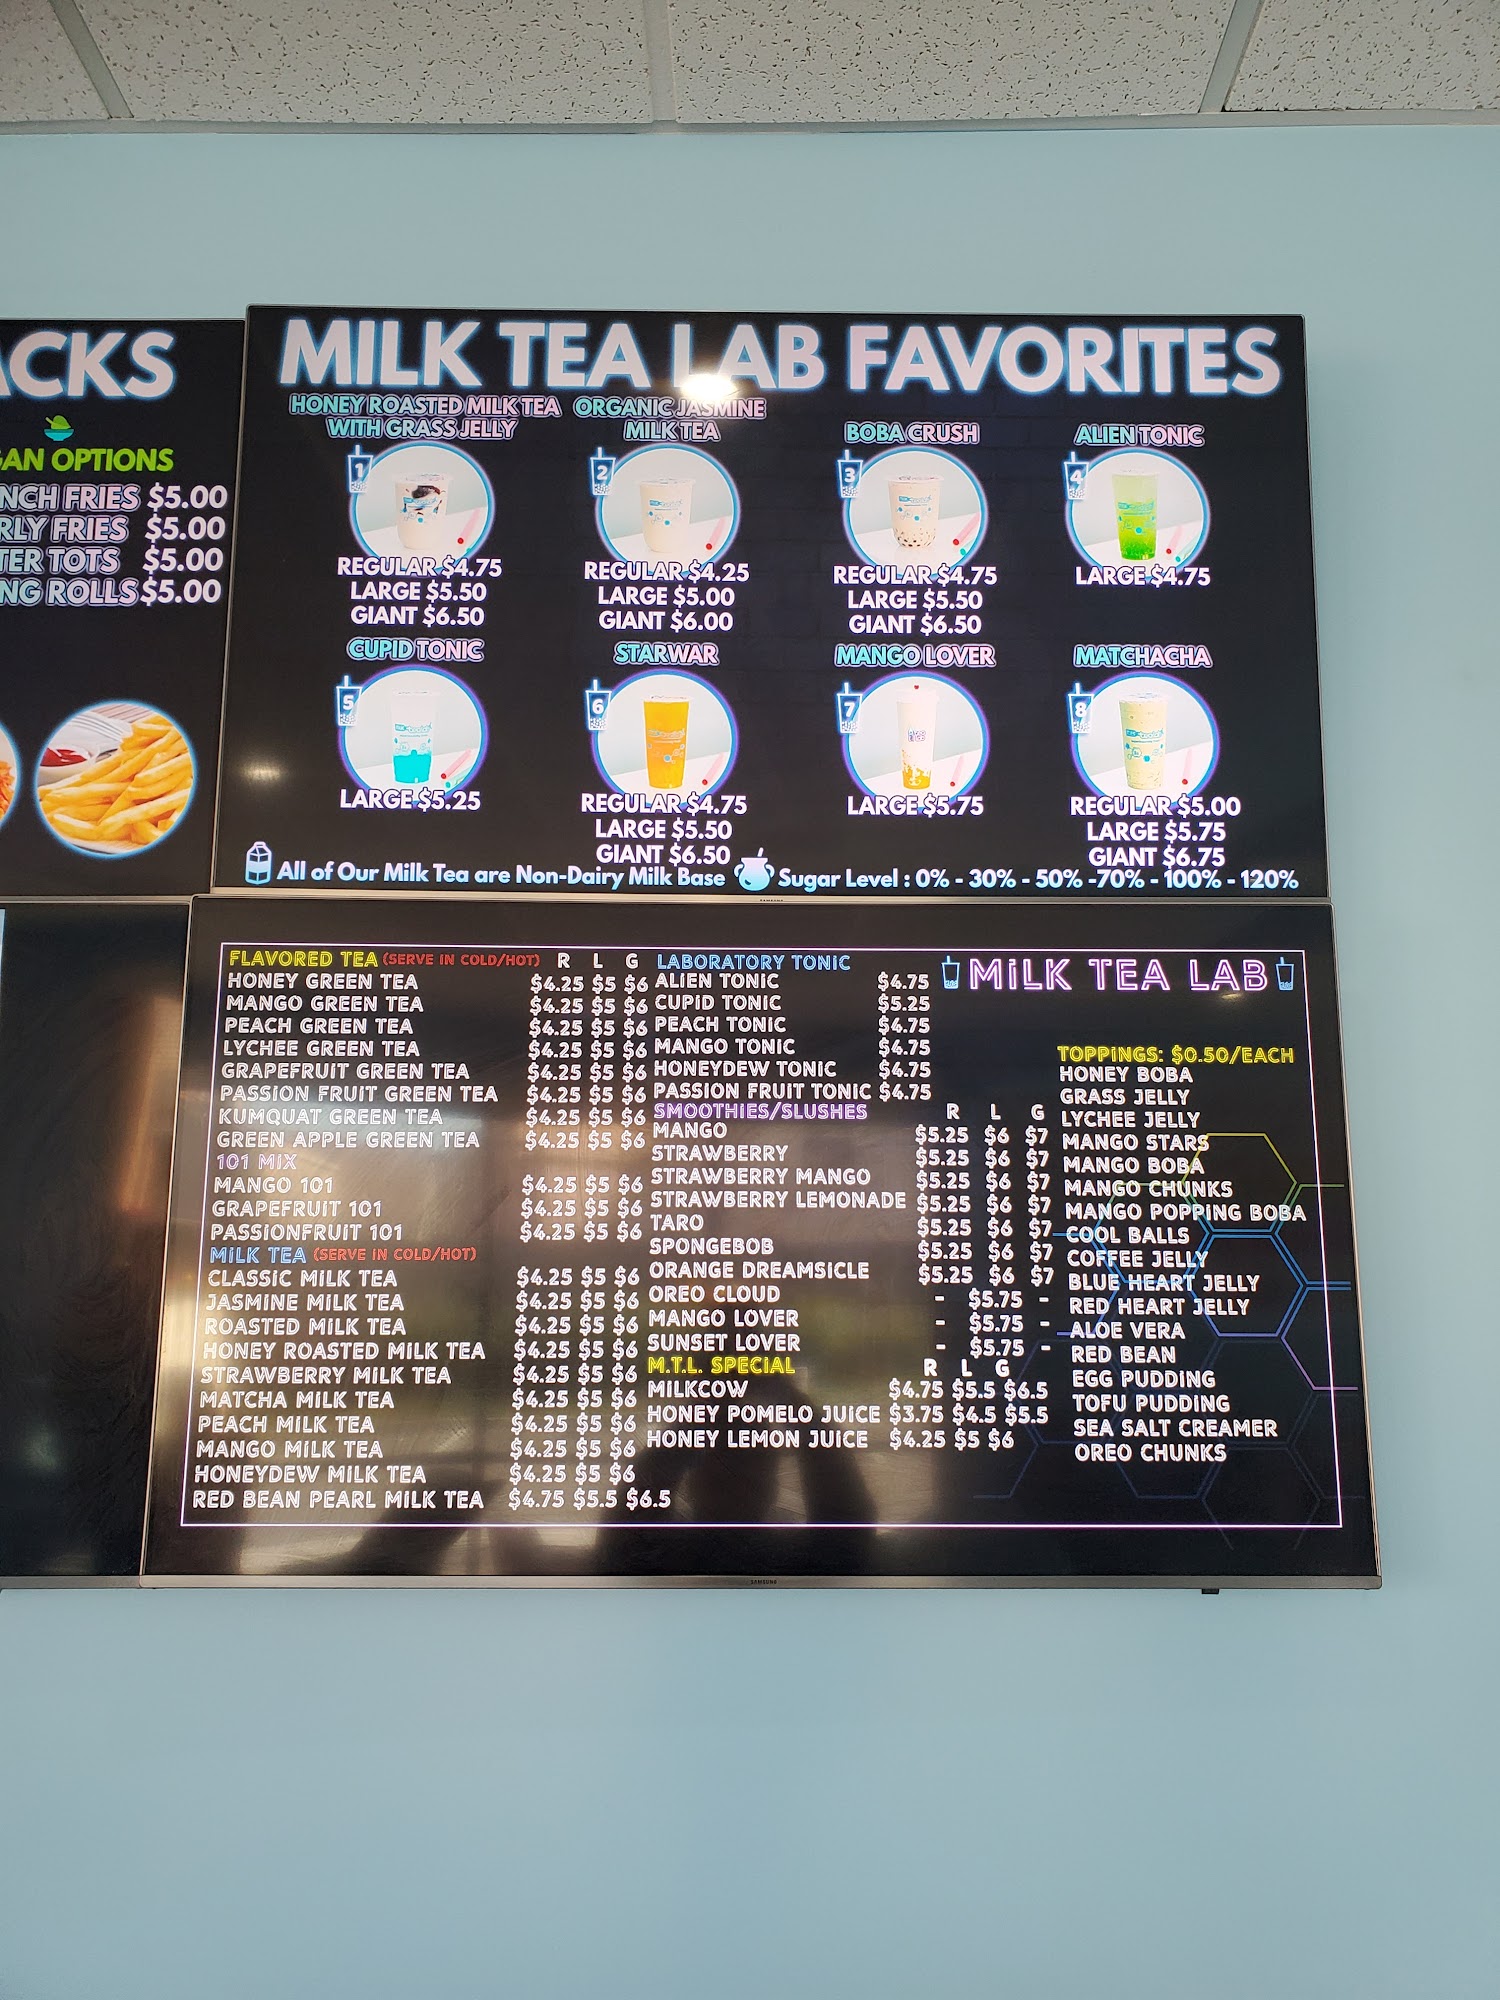 ACKS
AN OPTIONS
NCH FRIES $5.00
RLY FRIES $5.00
TER TOTS $5.00
NG ROLLS $5.00
MILK TEA LAB FAVORITES
HONEY ROASTED MILK TEA
WITH GRASS JELLY
1
REGULAR $4.75
LARGE $5.50
GIANT $6.50
ORGANIC JASMINE
MILK TEA
2
REGULAR $4.25
LARGE $5.00
GIANT $6.00
BOBA CRUSH
3
REGULAR $4.75
LARGE $5.50
GIANT $6.50
ALIEN TONIC
4
LARGE $4.75
CUPID TONIC
5
LARGE $5.25
STARWAR
6
REGULAR $4.75
LARGE $5.50
GIANT $6.50
MANGO LOVER
7
LARGE $5.75
MATCHACHA
8
REGULAR $5.00
LARGE $5.75
GIANT $6.75
All of Our Milk Tea are Non-Dairy Milk Base
Sugar Level : 0% - 30% - 50% -70% - 100% - 120%
SAMSUNG
FLAVORED TEA (SERVE IN COLD/HOT) R L G
HONEY GREEN TEA $4.25 $5 $6
MANGO GREEN TEA $4.25 $5 $6
PEACH GREEN TEA $4.25 $5 $6
LYCHEE GREEN TEA $4.25 $5 $6
GRAPEFRUIT GREEN TEA $4.25 $5 $6
PASSION FRUIT GREEN TEA $4.25 $5 $6
KUMQUAT GREEN TEA $4.25 $5 $6
GREEN APPLE GREEN TEA $4.25 $5 $6
101 MIX
MANGO 101 $4.25 $5 $6
GRAPEFRUIT 101 $4.25 $5 $6
PASSIONFRUIT 101 $4.25 $5 $6
MILK TEA (SERVE IN COLD/HOT)
CLASSIC MILK TEA $4.25 $5 $6
JASMINE MILK TEA $4.25 $5 $6
ROASTED MILK TEA $4.25 $5 $6
HONEY ROASTED MILK TEA $4.25 $5 $6
STRAWBERRY MILK TEA $4.25 $5 $6
MATCHA MILK TEA $4.25 $5 $6
PEACH MILK TEA $4.25 $5 $6
MANGO MILK TEA $4.25 $5 $6
HONEYDEW MILK TEA $4.25 $5 $6
RED BEAN PEARL MILK TEA $4.75 $5.5 $6.5
LABORATORY TONIC
ALIEN TONIC $4.75
CUPID TONIC $5.25
PEACH TONIC $4.75
MANGO TONIC $4.75
HONEYDEW TONIC $4.75
PASSION FRUIT TONIC $4.75
SMOOTHIES/SLUSHES R L G
MANGO $5.25 $6 $7
STRAWBERRY $5.25 $6 $7
STRAWBERRY MANGO $5.25 $6 $7
STRAWBERRY LEMONADE $5.25 $6 $7
TARO $5.25 $6 $7
SPONGEBOB $5.25 $6 $7
ORANGE DREAMSICLE $5.25 $6 $7
OREO CLOUD - $5.75 -
MANGO LOVER - $5.75 -
SUNSET LOVER - $5.75 -
M.T.L. SPECIAL R L G
MILKCOW $4.75 $5.5 $6.5
HONEY POMELO JUICE $3.75 $4.5 $5.5
HONEY LEMON JUICE $4.25 $5 $6
MILK TEA LAB
TOPPINGS: $0.50/EACH
HONEY BOBA
GRASS JELLY
LYCHEE JELLY
MANGO STARS
MANGO BOBA
MANGO CHUNKS
MANGO POPPING BOBA
COOL BALLS
COFFEE JELLY
BLUE HEART JELLY
RED HEART JELLY
ALOE VERA
RED BEAN
EGG PUDDING
TOFU PUDDING
SEA SALT CREAMER
OREO CHUNKS
SAMSUNG